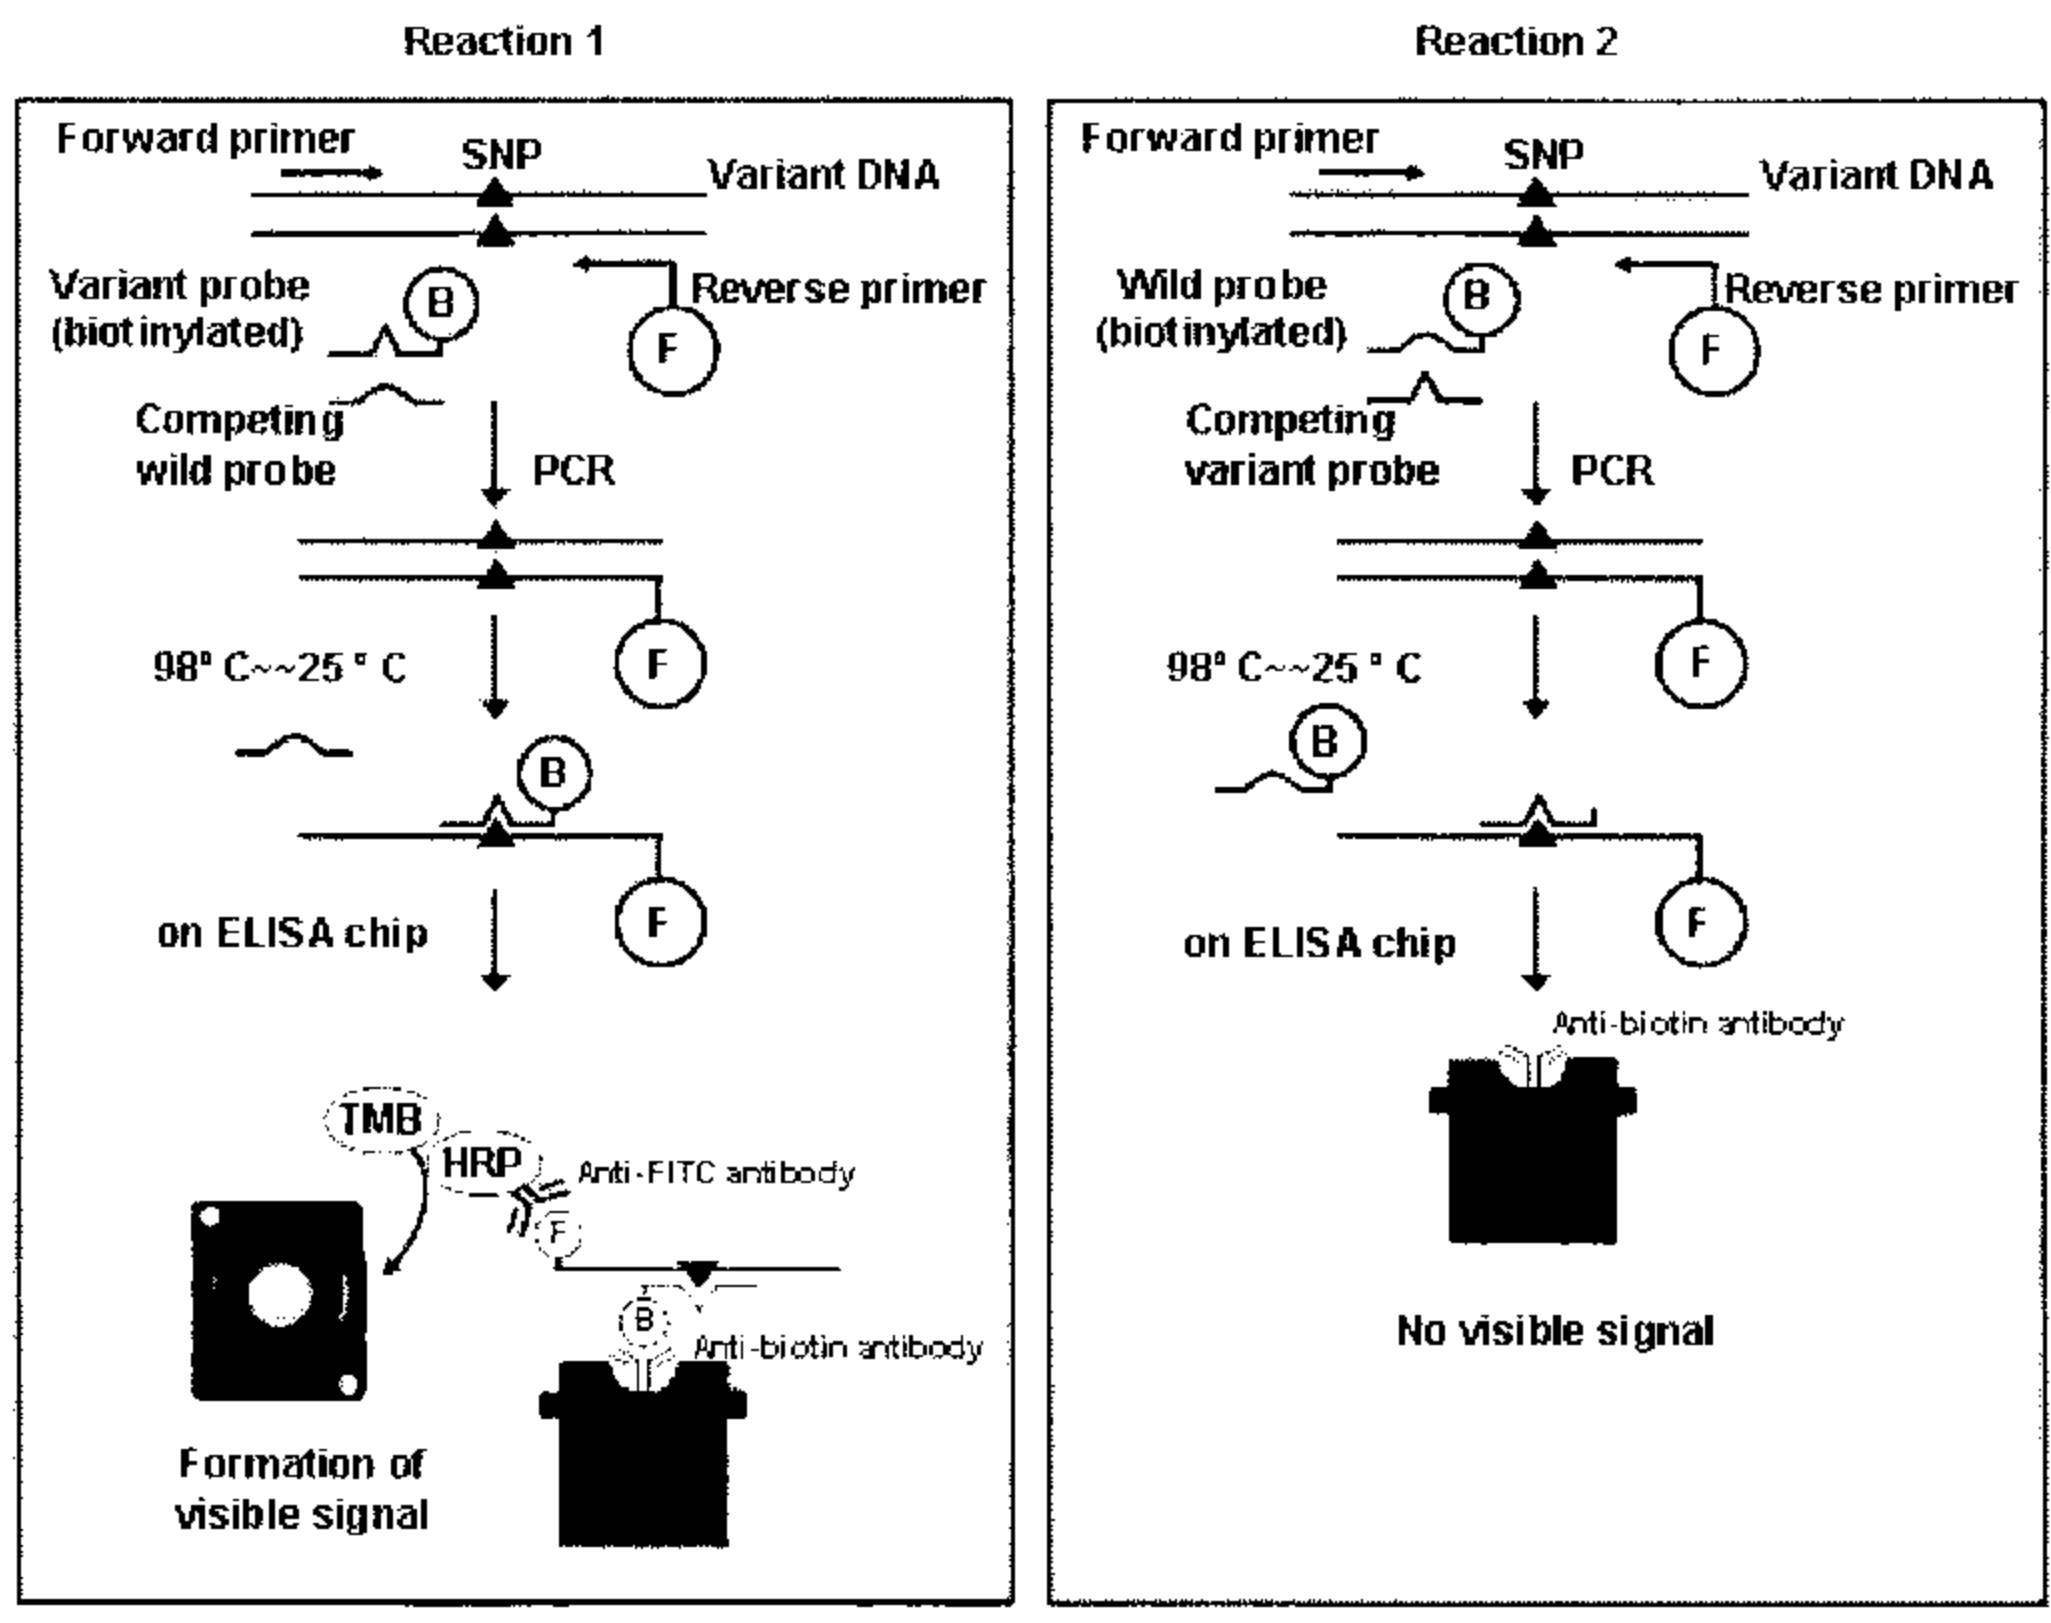 Reaction 1
Forward primer
SNP
Variant DNA
Variant probe
(biotinylated)
B
Reverse primer
F
Competing
wild probe
PCR
98° C~~25 ° C
F
B
F
on ELISA chip
TMB
HRP
Anti-FITC antibody
F
B
Anti-biotin antibody
Formation of
visible signal
Reaction 2
Forward primer
SNP
Variant DNA
Wild probe
(biotinylated)
B
Reverse primer
F
Competing
variant probe
PCR
98° C~~25 ° C
F
B
F
on ELISA chip
Anti-biotin antibody
No visible signal